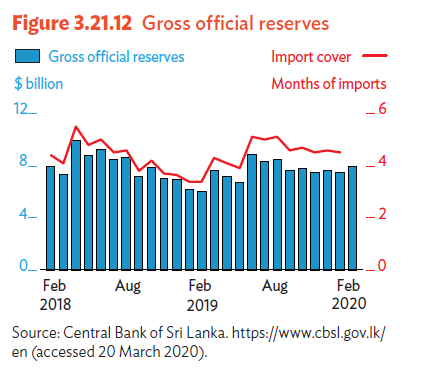 Figure 3.21.12 Gross official reserves
Gross official reserves Import cover
$ billion Months of imports
12 6
8 4
4 2
0 0
Feb Aug Feb Aug Feb
2018 2019 2020
Source: Central Bank of Sri Lanka. https://www.cbsl.gov.lk/
en (accessed 20 March 2020).